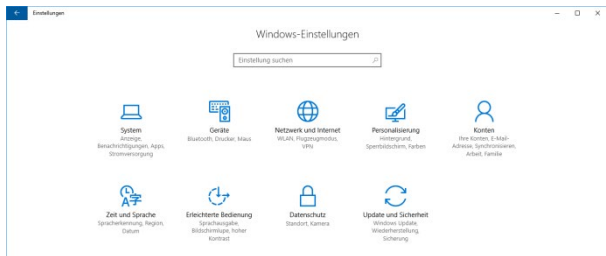 Einstellungen
Windows-Einstellungen
Einstellung suchen
System
Anzeige,
Benachrichtigungen, Apps,
Stromversorgung
Geräte
Bluetooth, Drucker, Maus
Netzwerk und Internet
WLAN, Flugzeugmodus,
VPN
Personalisierung
Hintergrund,
Sperrbildschirm, Farben
Konten
Ihre Konten, E-Mail-
Adresse, Synchronisieren,
Arbeit, Familie
Zeit und Sprache
Spracherkennung, Region,
Datum
Erleichterte Bedienung
Sprachausgabe,
Bildschirmlupe, hoher
Kontrast
Datenschutz
Standort, Kamera
Update und Sicherheit
Windows Update,
Wiederherstellung,
Sicherung